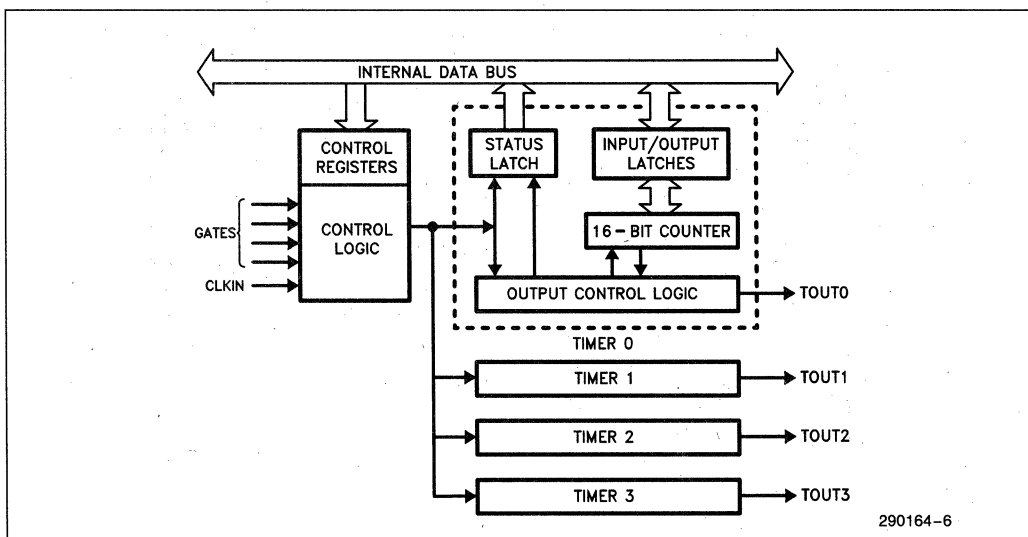 INTERNAL DATA BUS
CONTROL
REGISTERS
STATUS
LATCH
INPUT/OUTPUT
LATCHES
GATES
CONTROL
LOGIC
16-BIT COUNTER
CLKIN
OUTPUT CONTROL LOGIC
TOUT0
TIMER 0
TIMER 1
TOUT1
TIMER 2
TOUT2
TIMER 3
TOUT3
290164-6